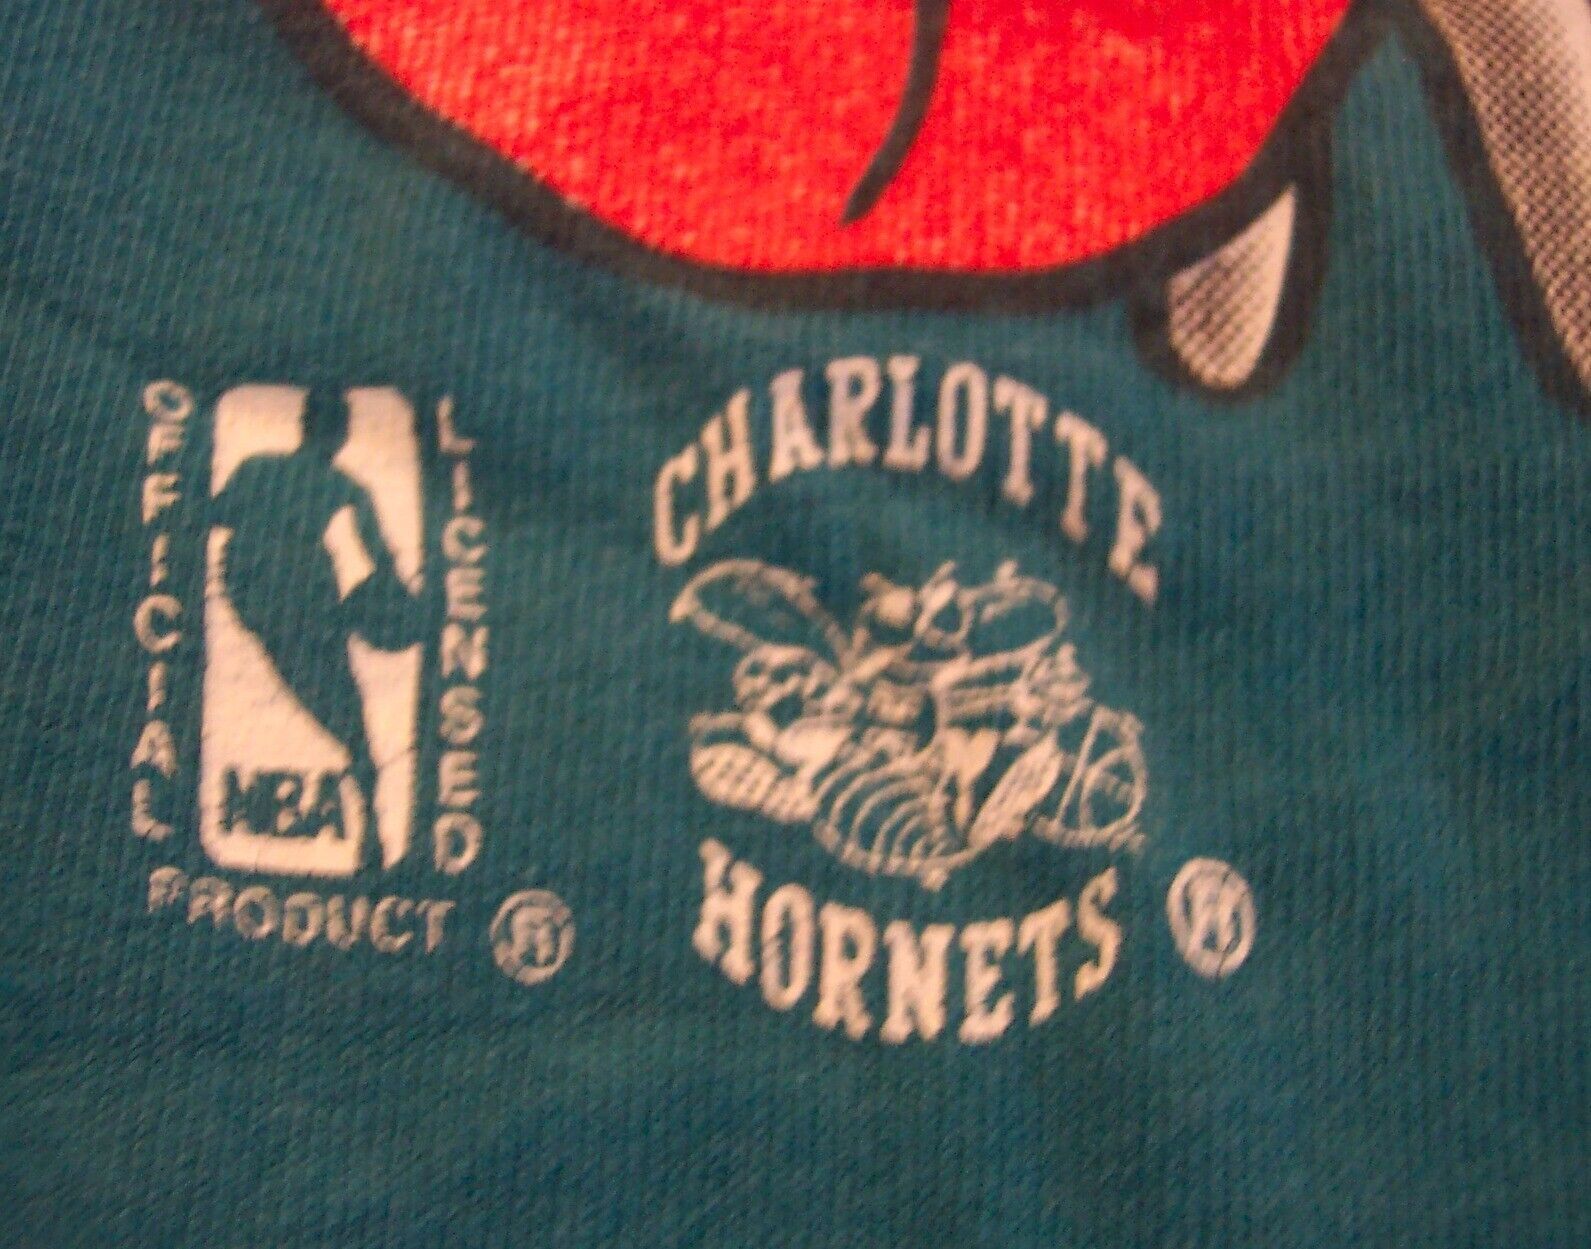 OFFICIAL
LICENSED
NBA
PRODUCT ®
CHARLOTTE
HORNETS ®